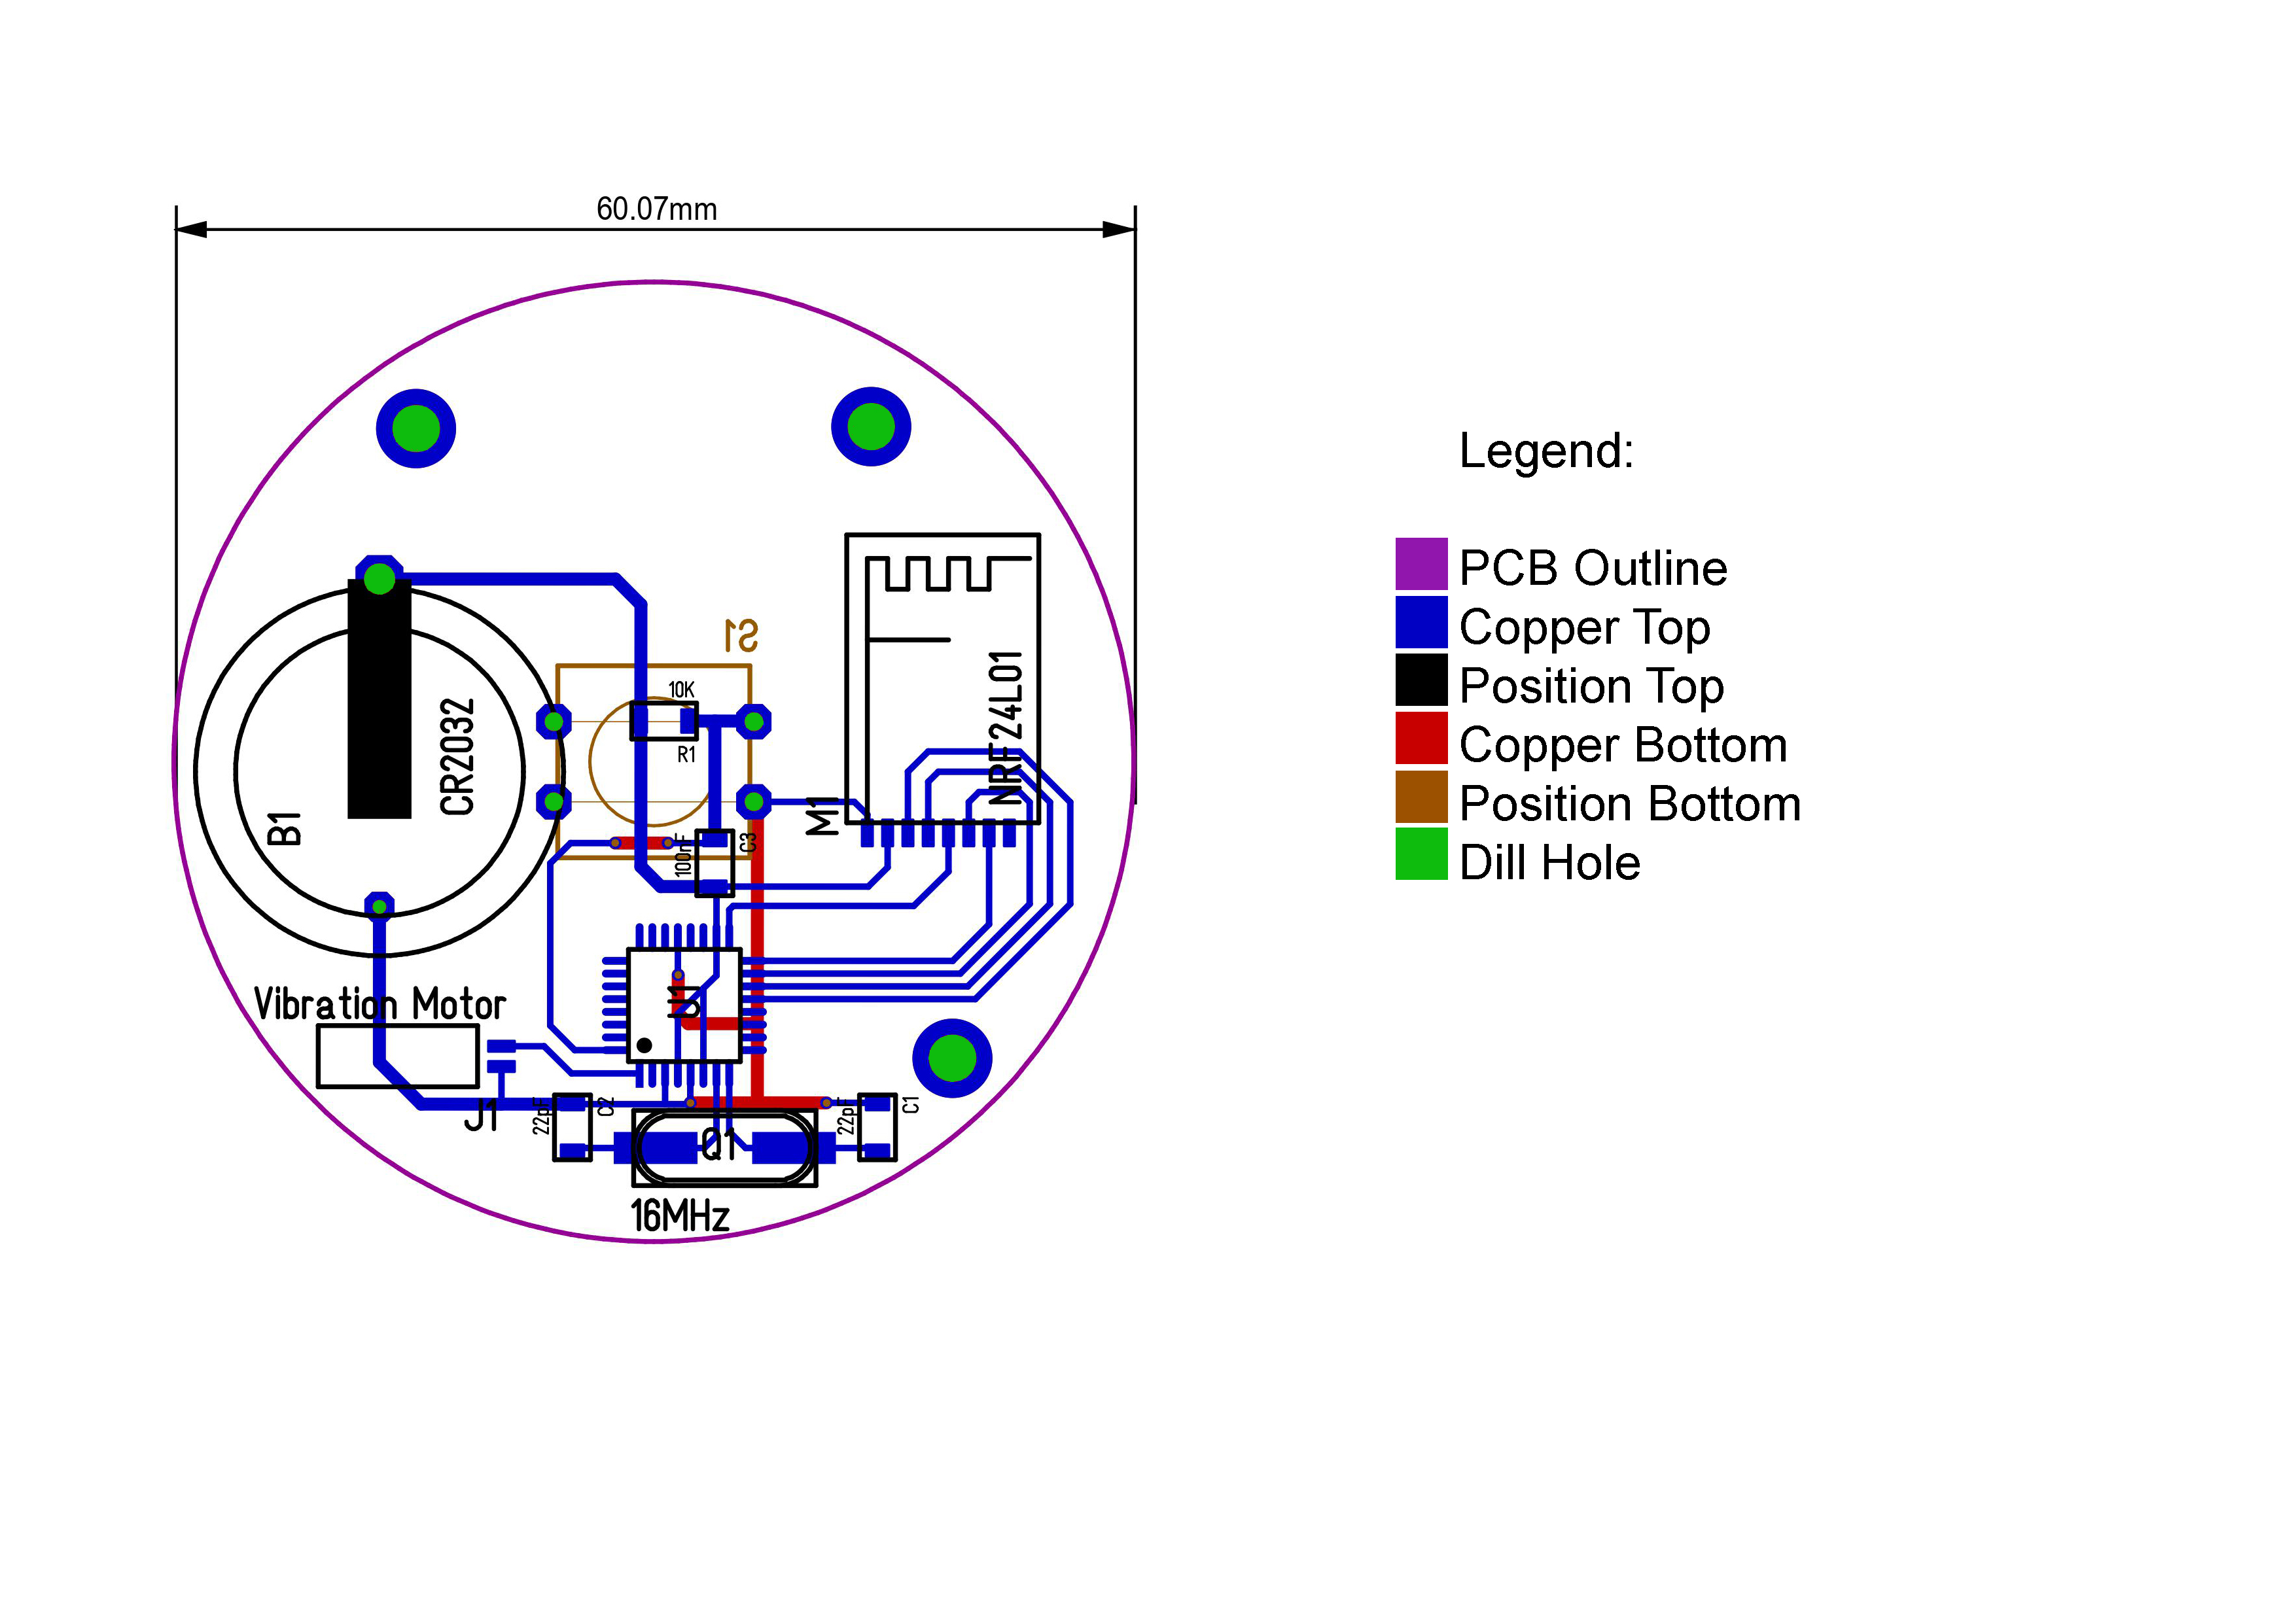 60.07mm
Legend:
PCB Outline
Copper Top
Position Top
Copper Bottom
Position Bottom
Dill Hole
S1
10K
R1
NRF24L01
M1
CR2032
B1
100nF
C3
U1
Vibration Motor
J1
22pF
C2
Q1
22pF
C1
16MHz